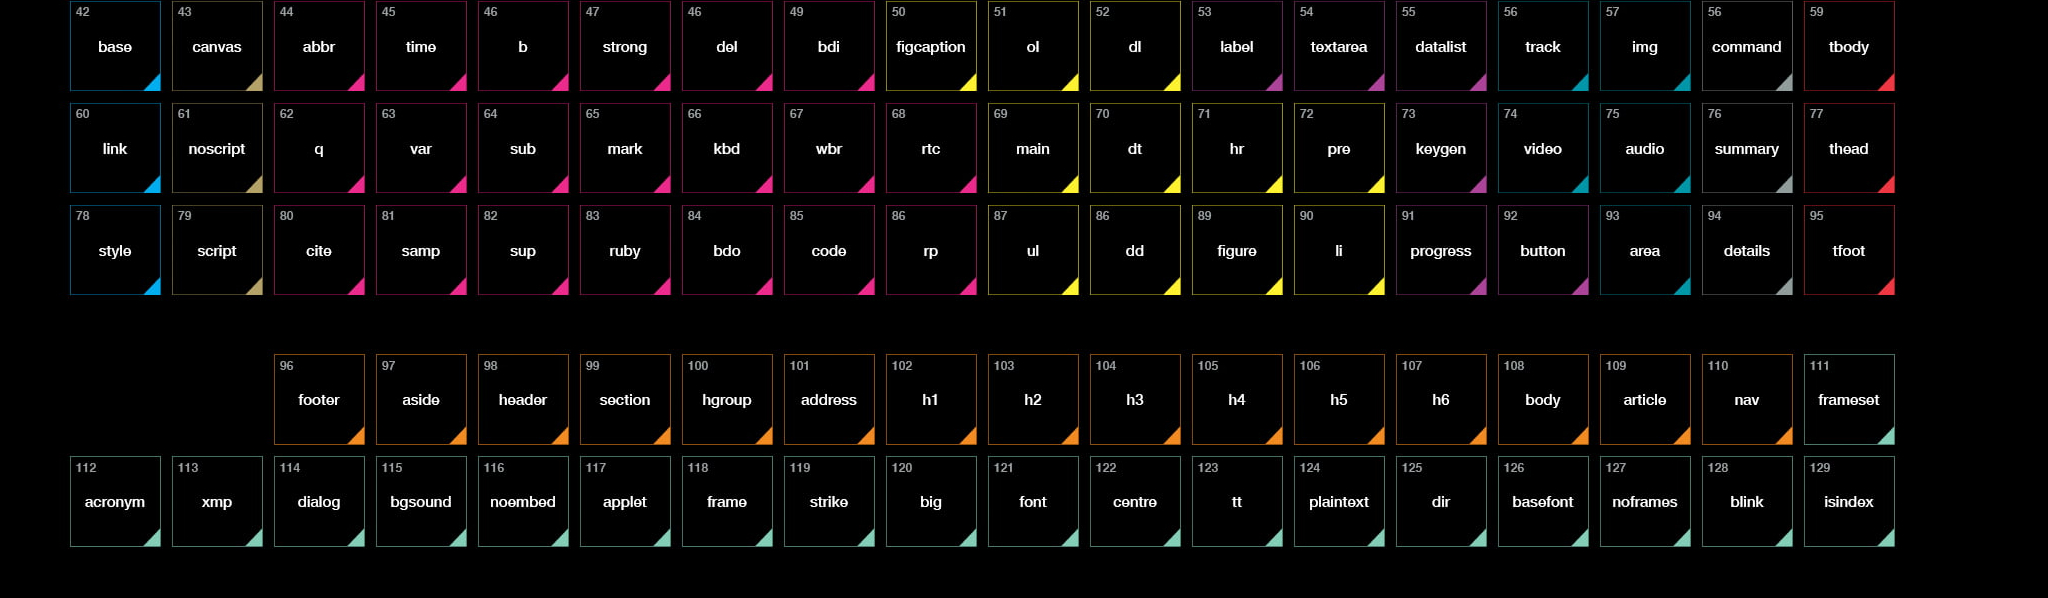 42 43 44 45 46 47 46 49 50 51 52 53 54 55 56 57 56 59
base canvas abbr time b strong del bdi figcaption ol dl label textarea datalist track img command tbody
60 61 62 63 64 65 66 67 68 69 70 71 72 73 74 75 76 77
link noscript q var sub mark kbd wbr rtc main dt hr pre keygen video audio summary thead
78 79 80 81 82 83 84 85 86 87 86 89 90 91 92 93 94 95
style script cite samp sup ruby bdo code rp ul dd figure li progress button area details tfoot
96 97 98 99 100 101 102 103 104 105 106 107 108 109 110 111
footer aside header section hgroup address h1 h2 h3 h4 h5 h6 body article nav frameset
112 113 114 115 116 117 118 119 120 121 122 123 124 125 126 127 128 129
acronym xmp dialog bgsound noembed applet frame strike big font centre tt plaintext dir basefont noframes blink isindex